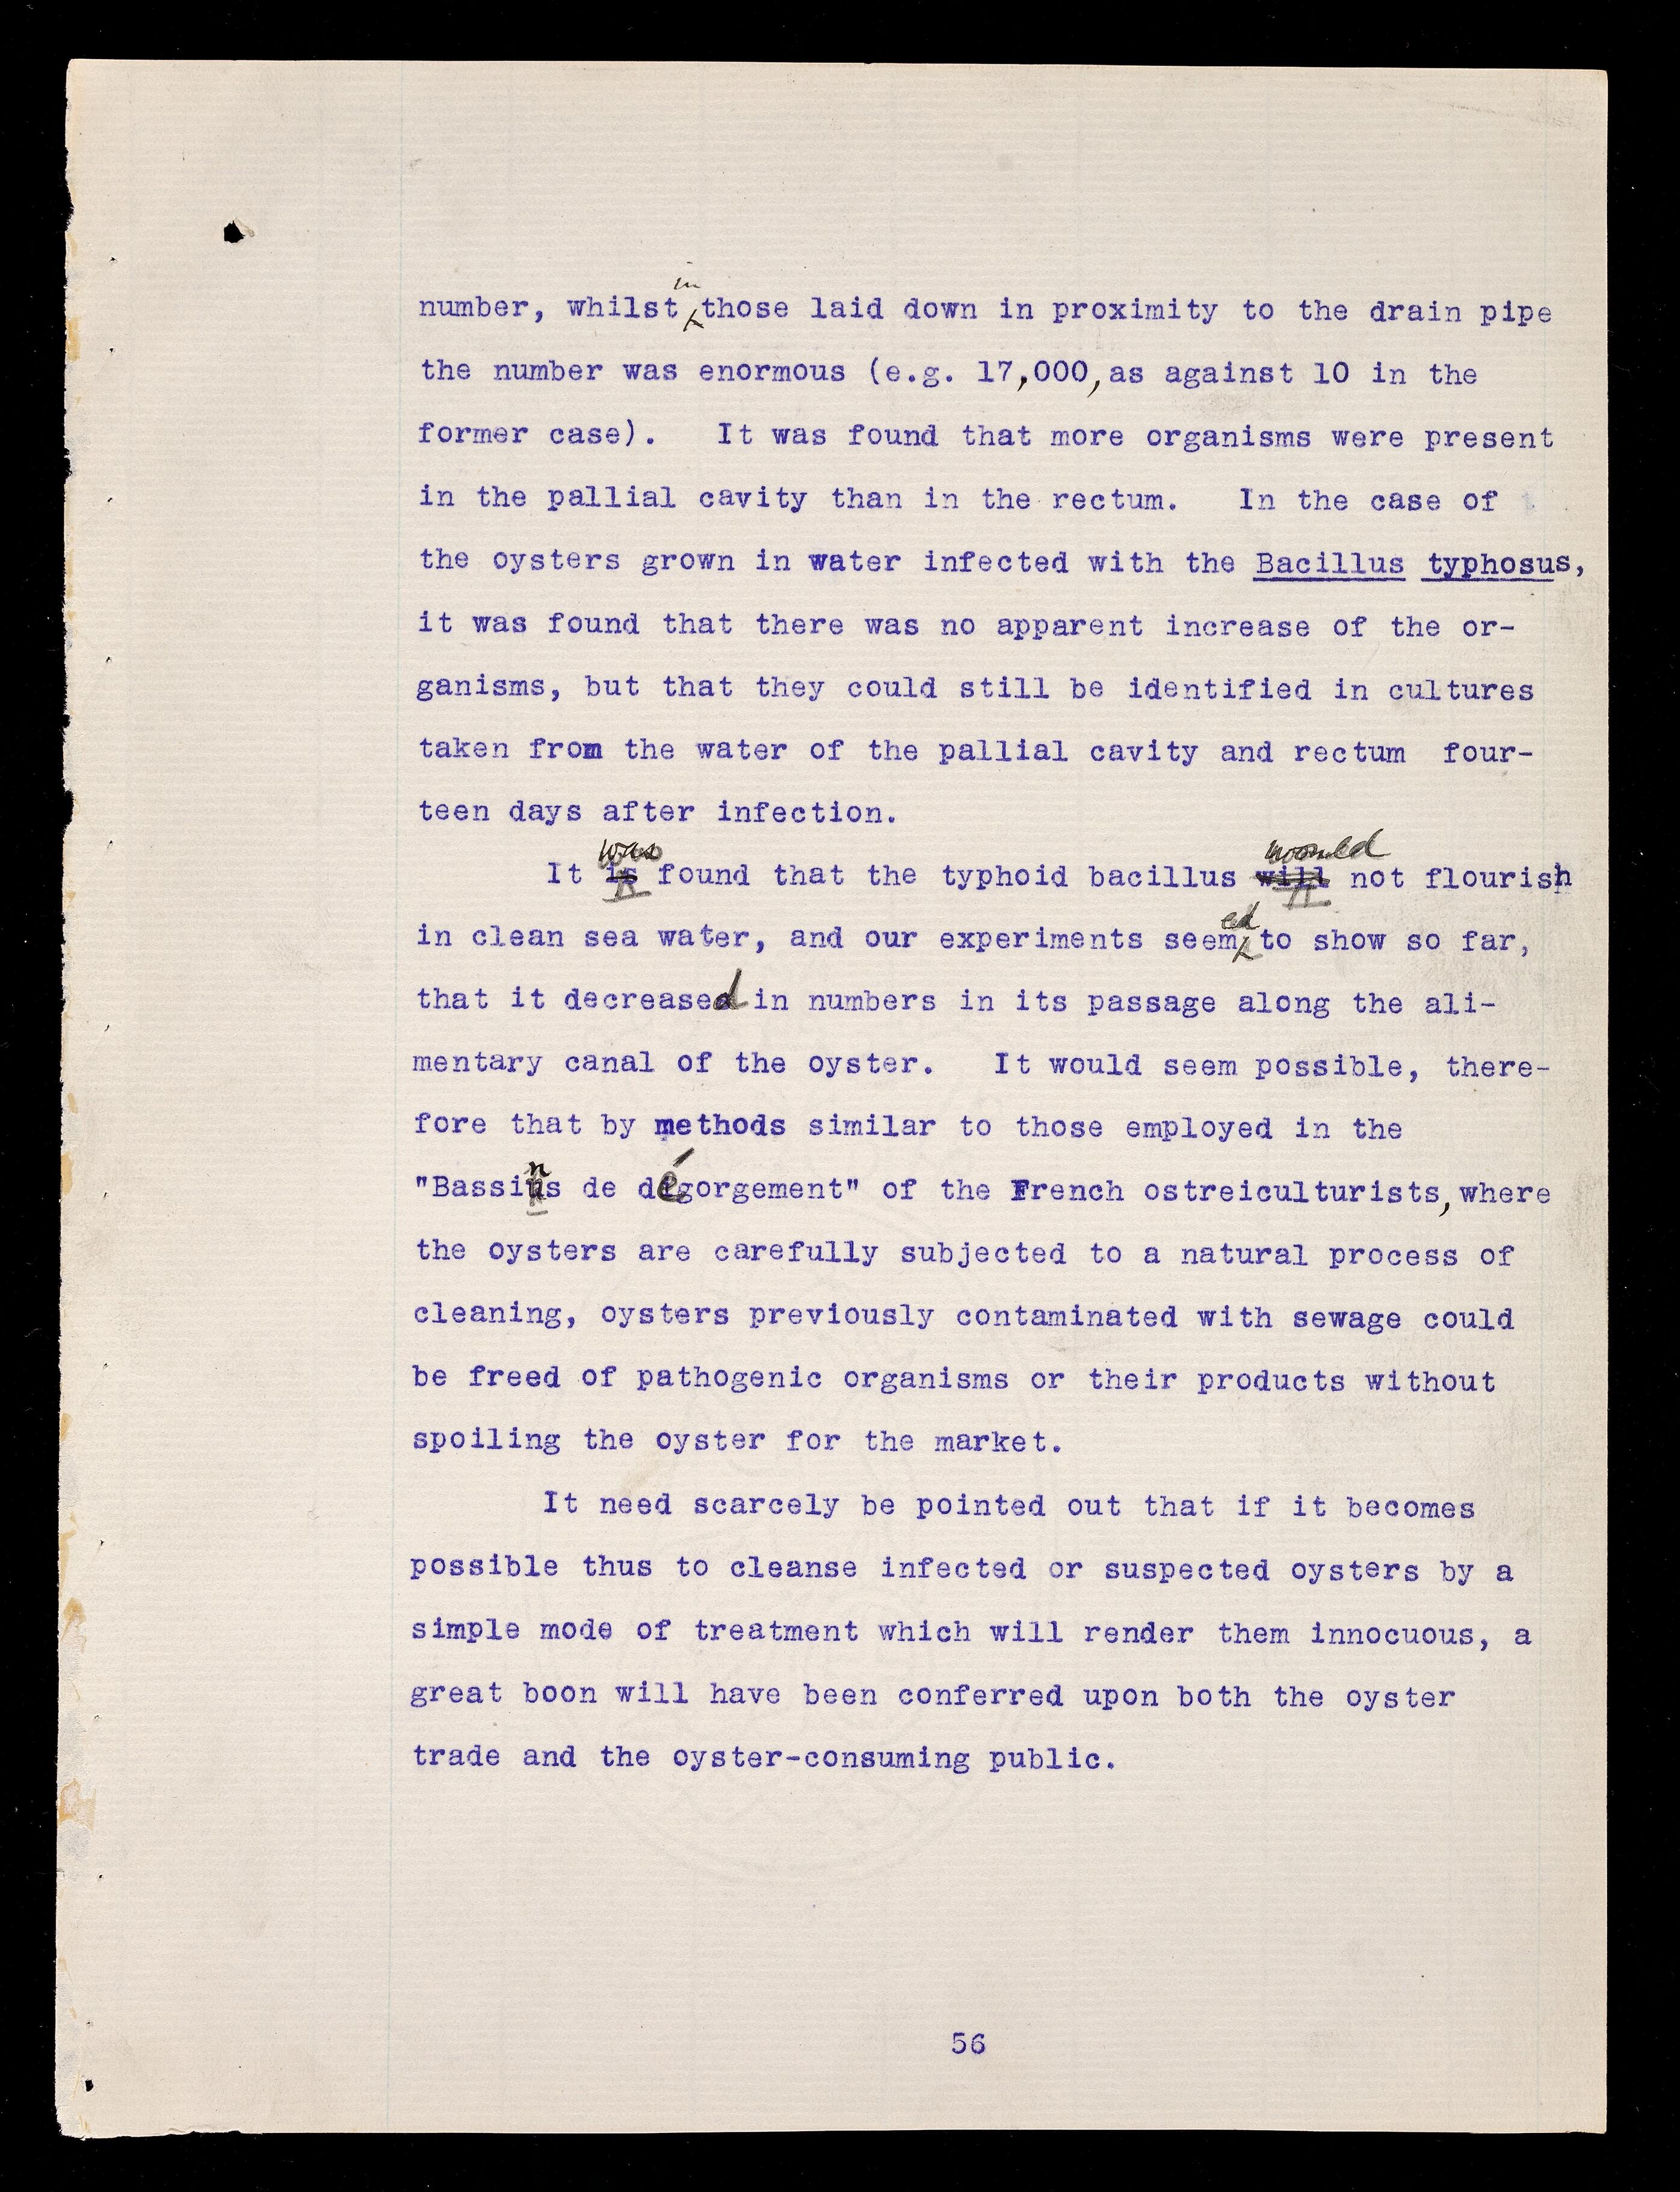 number, whilst in those laid down in proximity to the drain pipe
the number was enormous (e.g. 17,000, as against 10 in the
former case). It was found that more organisms were present
in the pallial cavity than in the rectum. In the case of
the oysters grown in water infected with the Bacillus typhosus,
it was found that there was no apparent increase of the or-
ganisms, but that they could still be identified in cultures
taken from the water of the pallial cavity and rectum four-
teen days after infection.
It is was found that the typhoid bacillus will would not flourish
in clean sea water, and our experiments seemed to show so far,
that it decreased in numbers in its passage along the ali-
mentary canal of the oyster. It would seem possible, there-
fore that by methods similar to those employed in the
"Bassins de dégorgement" of the French ostreiculturists, where
the oysters are carefully subjected to a natural process of
cleaning, oysters previously contaminated with sewage could
be freed of pathogenic organisms or their products without
spoiling the oyster for the market.
It need scarcely be pointed out that if it becomes
possible thus to cleanse infected or suspected oysters by a
simple mode of treatment which will render them innocuous, a
great boon will have been conferred upon both the oyster
trade and the oyster-consuming public.
56